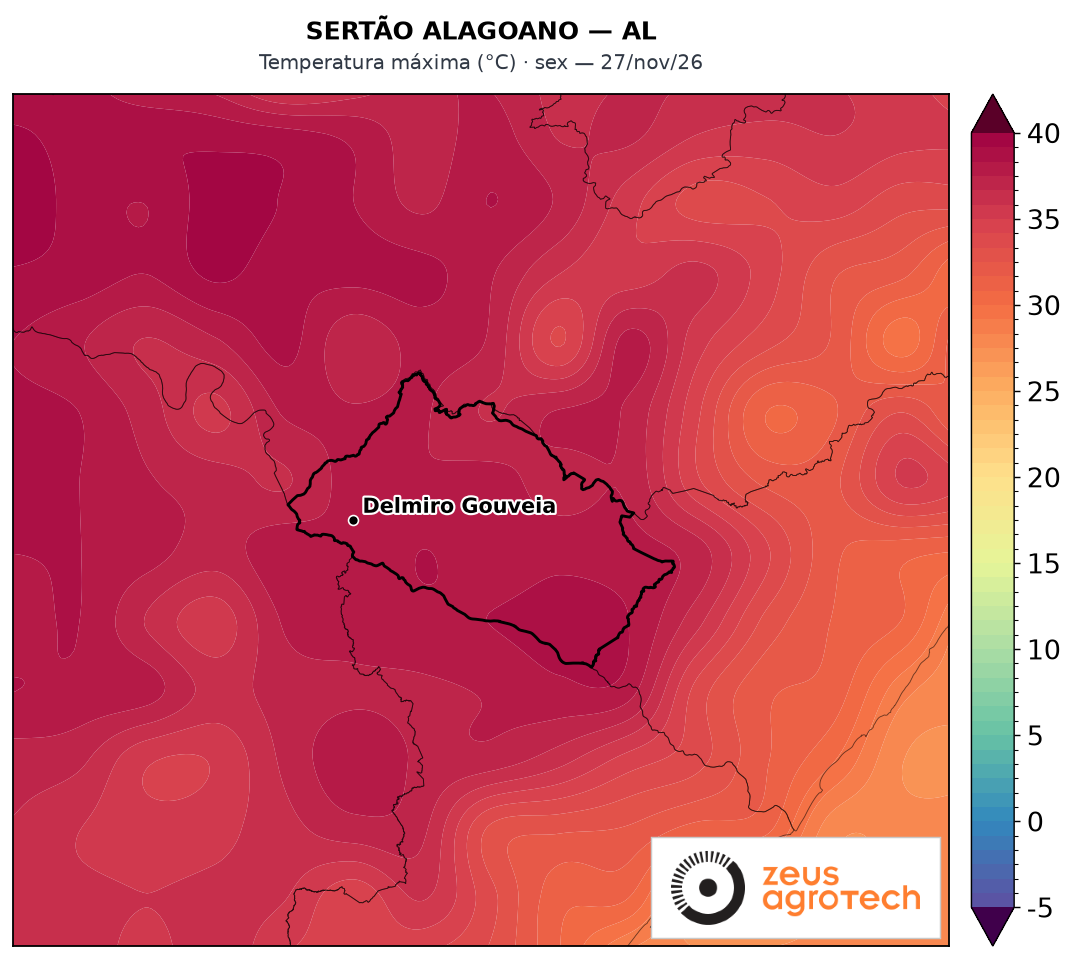 SERTÃO ALAGOANO — AL
Temperatura máxima (°C) · sex — 27/nov/26
40
35
30
25
20
15
10
5
0
-5
Delmiro Gouveia
zeus
agrotech